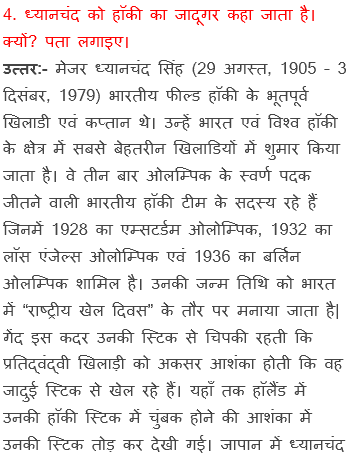 4. ध्यानचंद को हॉकी का जादूगर कहा जाता है।
क्यों? पता लगाइए।
उत्तर:- मेजर ध्यानचंद सिंह (29 अगस्त, 1905 - 3
दिसंबर, 1979) भारतीय फील्ड हॉकी के भूतपूर्व
खिलाडी एवं कप्तान थे। उन्हें भारत एवं विश्व हॉकी
के क्षेत्र में सबसे बेहतरीन खिलाडियों में शुमार किया
जाता है। वे तीन बार ओलम्पिक के स्वर्ण पदक
जीतने वाली भारतीय हॉकी टीम के सदस्य रहे हैं
जिनमें 1928 का एम्सटर्डम ओलोम्पिक, 1932 का
लॉस एंजेल्स ओलोम्पिक एवं 1936 का बर्लिन
ओलम्पिक शामिल है। उनकी जन्म तिथि को भारत
में “राष्ट्रीय खेल दिवस” के तौर पर मनाया जाता है|
गेंद इस कदर उनकी स्टिक से चिपकी रहती कि
प्रतिद्वंद्वी खिलाड़ी को अकसर आशंका होती कि वह
जादुई स्टिक से खेल रहे हैं। यहाँ तक हॉलैंड में
उनकी हॉकी स्टिक में चुंबक होने की आशंका में
उनकी स्टिक तोड़ कर देखी गई। जापान में ध्यानचंद